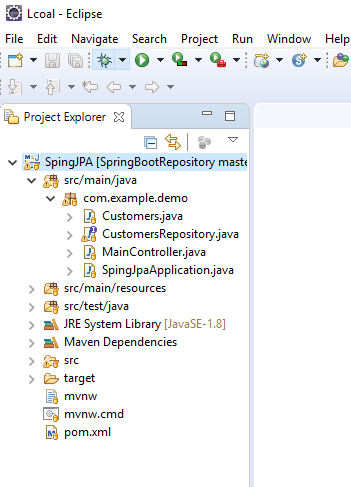 Lcoal - Eclipse
File Edit Navigate Search Project Run Window Help
Project Explorer
SpingJPA [SpringBootRepository maste
src/main/java
com.example.demo
Customers.java
CustomersRepository.java
MainController.java
SpingJpaApplication.java
src/main/resources
src/test/java
JRE System Library [JavaSE-1.8]
Maven Dependencies
src
target
mvnw
mvnw.cmd
pom.xml